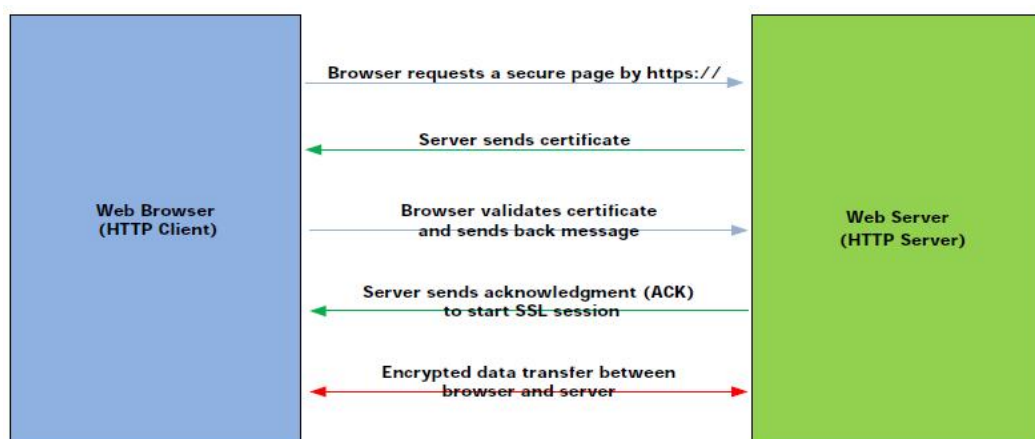 Browser requests a secure page by https://
Server sends certificate
Web Browser
(HTTP Client)
Browser validates certificate
and sends back message
Web Server
(HTTP Server)
Server sends acknowledgment (ACK)
to start SSL session
Encrypted data transfer between
browser and server